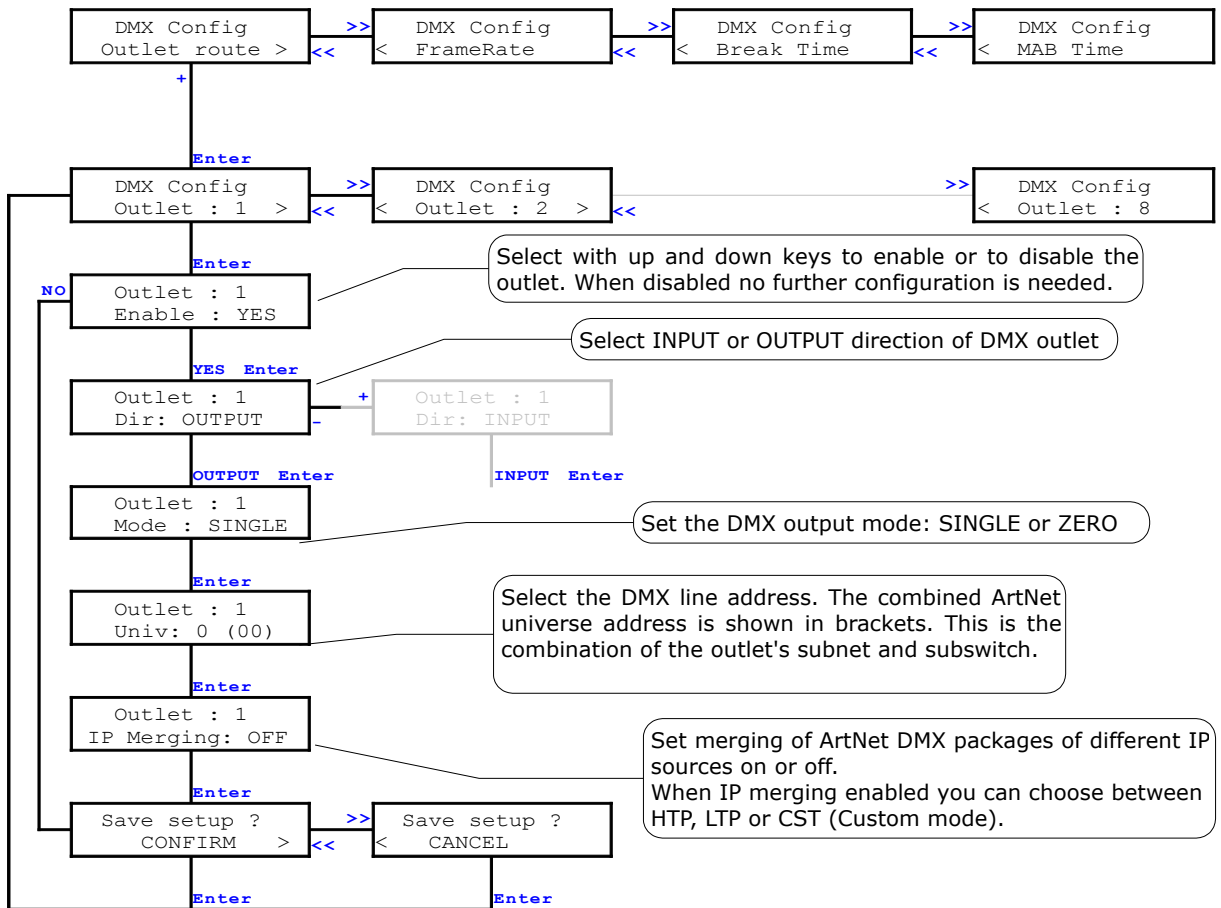 DMX Config >> DMX Config >> DMX Config >> DMX Config
Outlet route > << < FrameRate << < Break Time << < MAB Time
+
Enter
DMX Config >> DMX Config >> DMX Config
Outlet : 1 > << < Outlet : 2 > << < Outlet : 8
Enter
Select with up and down keys to enable or to disable the
outlet. When disabled no further configuration is needed.
NO
Outlet : 1
Enable : YES
Select INPUT or OUTPUT direction of DMX outlet
YES Enter
Outlet : 1 + Outlet : 1
Dir: OUTPUT - Dir: INPUT
OUTPUT Enter INPUT Enter
Outlet : 1
Mode : SINGLE
Set the DMX output mode: SINGLE or ZERO
Enter
Outlet : 1
Univ: 0 (00)
Select the DMX line address. The combined ArtNet
universe address is shown in brackets. This is the
combination of the outlet's subnet and subswitch.
Enter
Outlet : 1
IP Merging: OFF
Set merging of ArtNet DMX packages of different IP
sources on or off.
When IP merging enabled you can choose between
HTP, LTP or CST (Custom mode).
Enter
Save setup ? >> Save setup ?
CONFIRM > << < CANCEL
Enter Enter